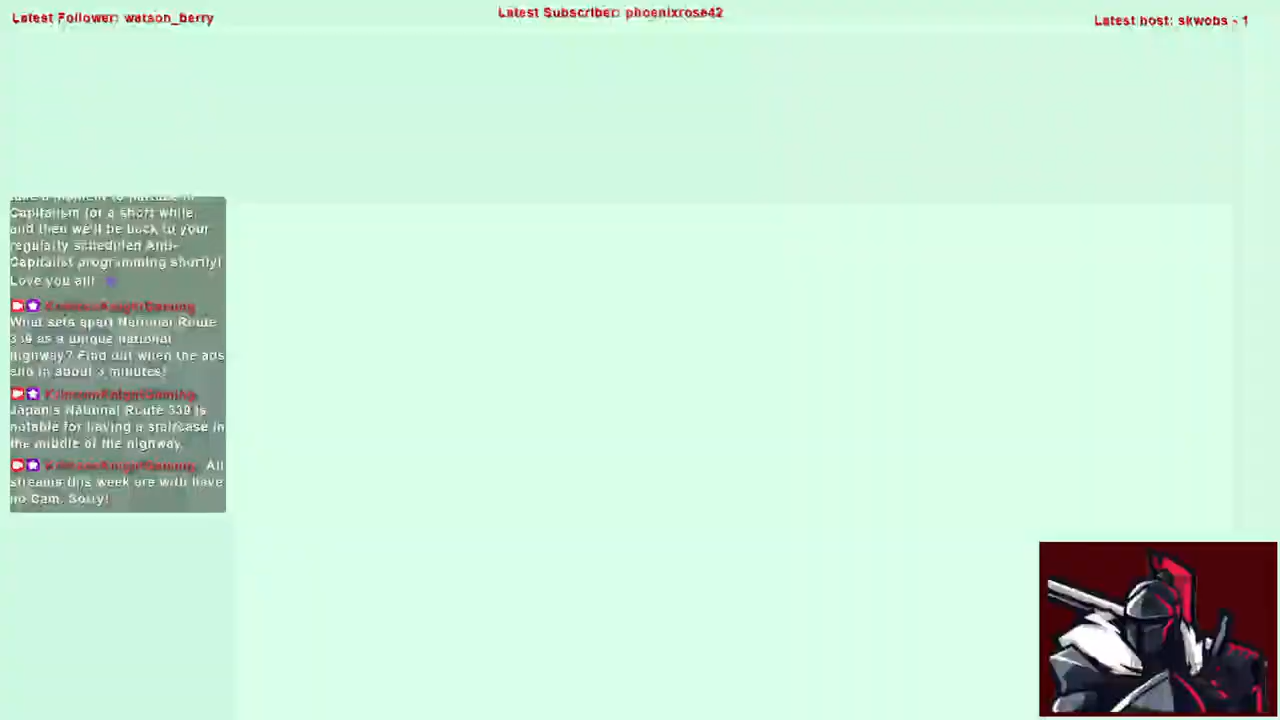 Latest Follower: watson_berry
Latest Subscriber: phoenixrose42
Latest host: skwobs - 1
Capitalism for a short while
and then we'll be back to your
regularly scheduled Anti-
Capitalist programming shortly!
Love you all!
What sets apart National Route
339 as a unique national
highway? Find out when the ads
end in about 3 minutes!
Japan's National Route 339 is
notable for having a staircase in
the middle of the highway.
All
streams this week are with have
no Cam. Sorry!